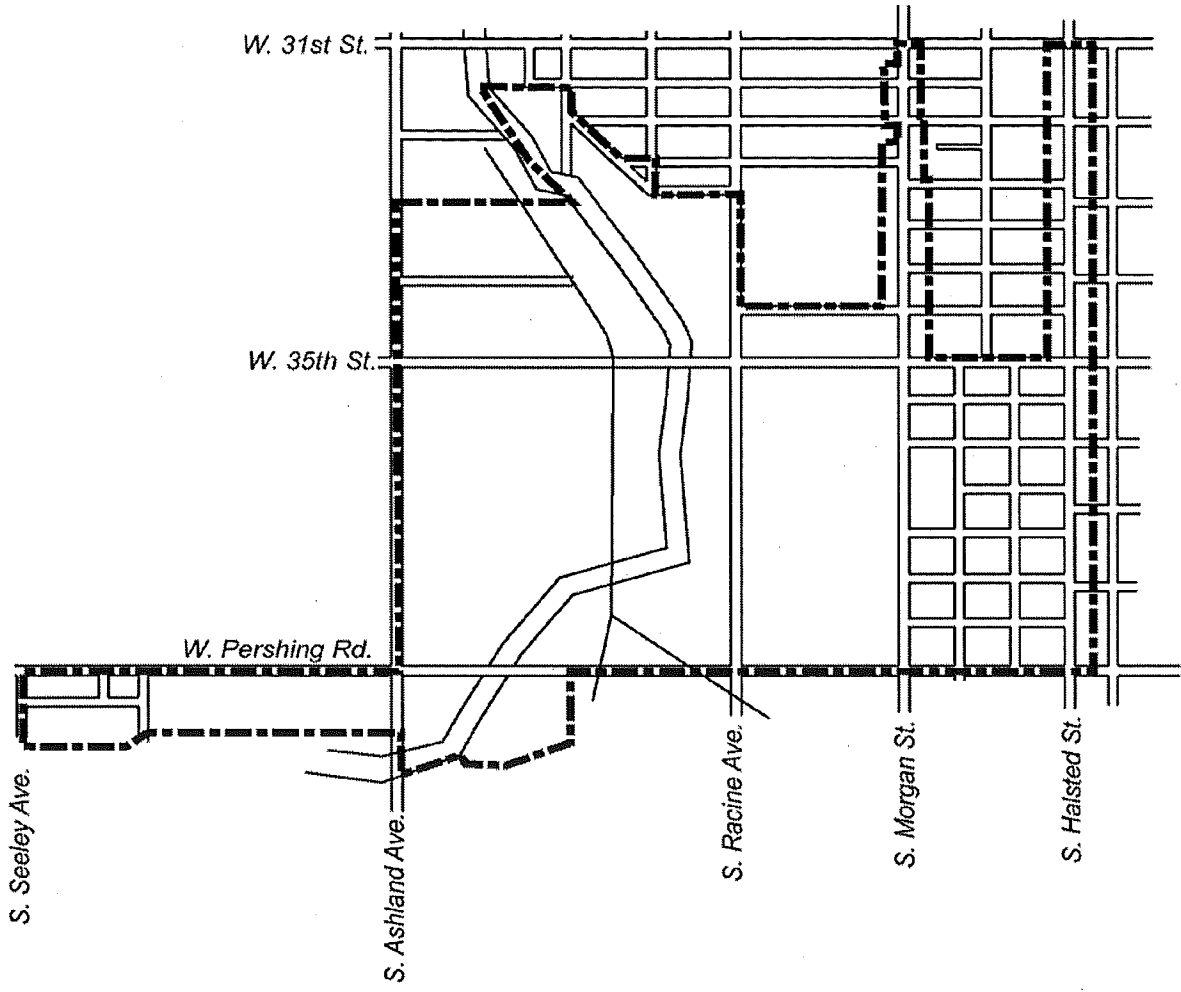 W. 31st St.
W. 35th St.
W. Pershing Rd.
S. Seeley Ave.
S. Ashland Ave.
S. Racine Ave.
S. Morgan St.
S. Halsted St.